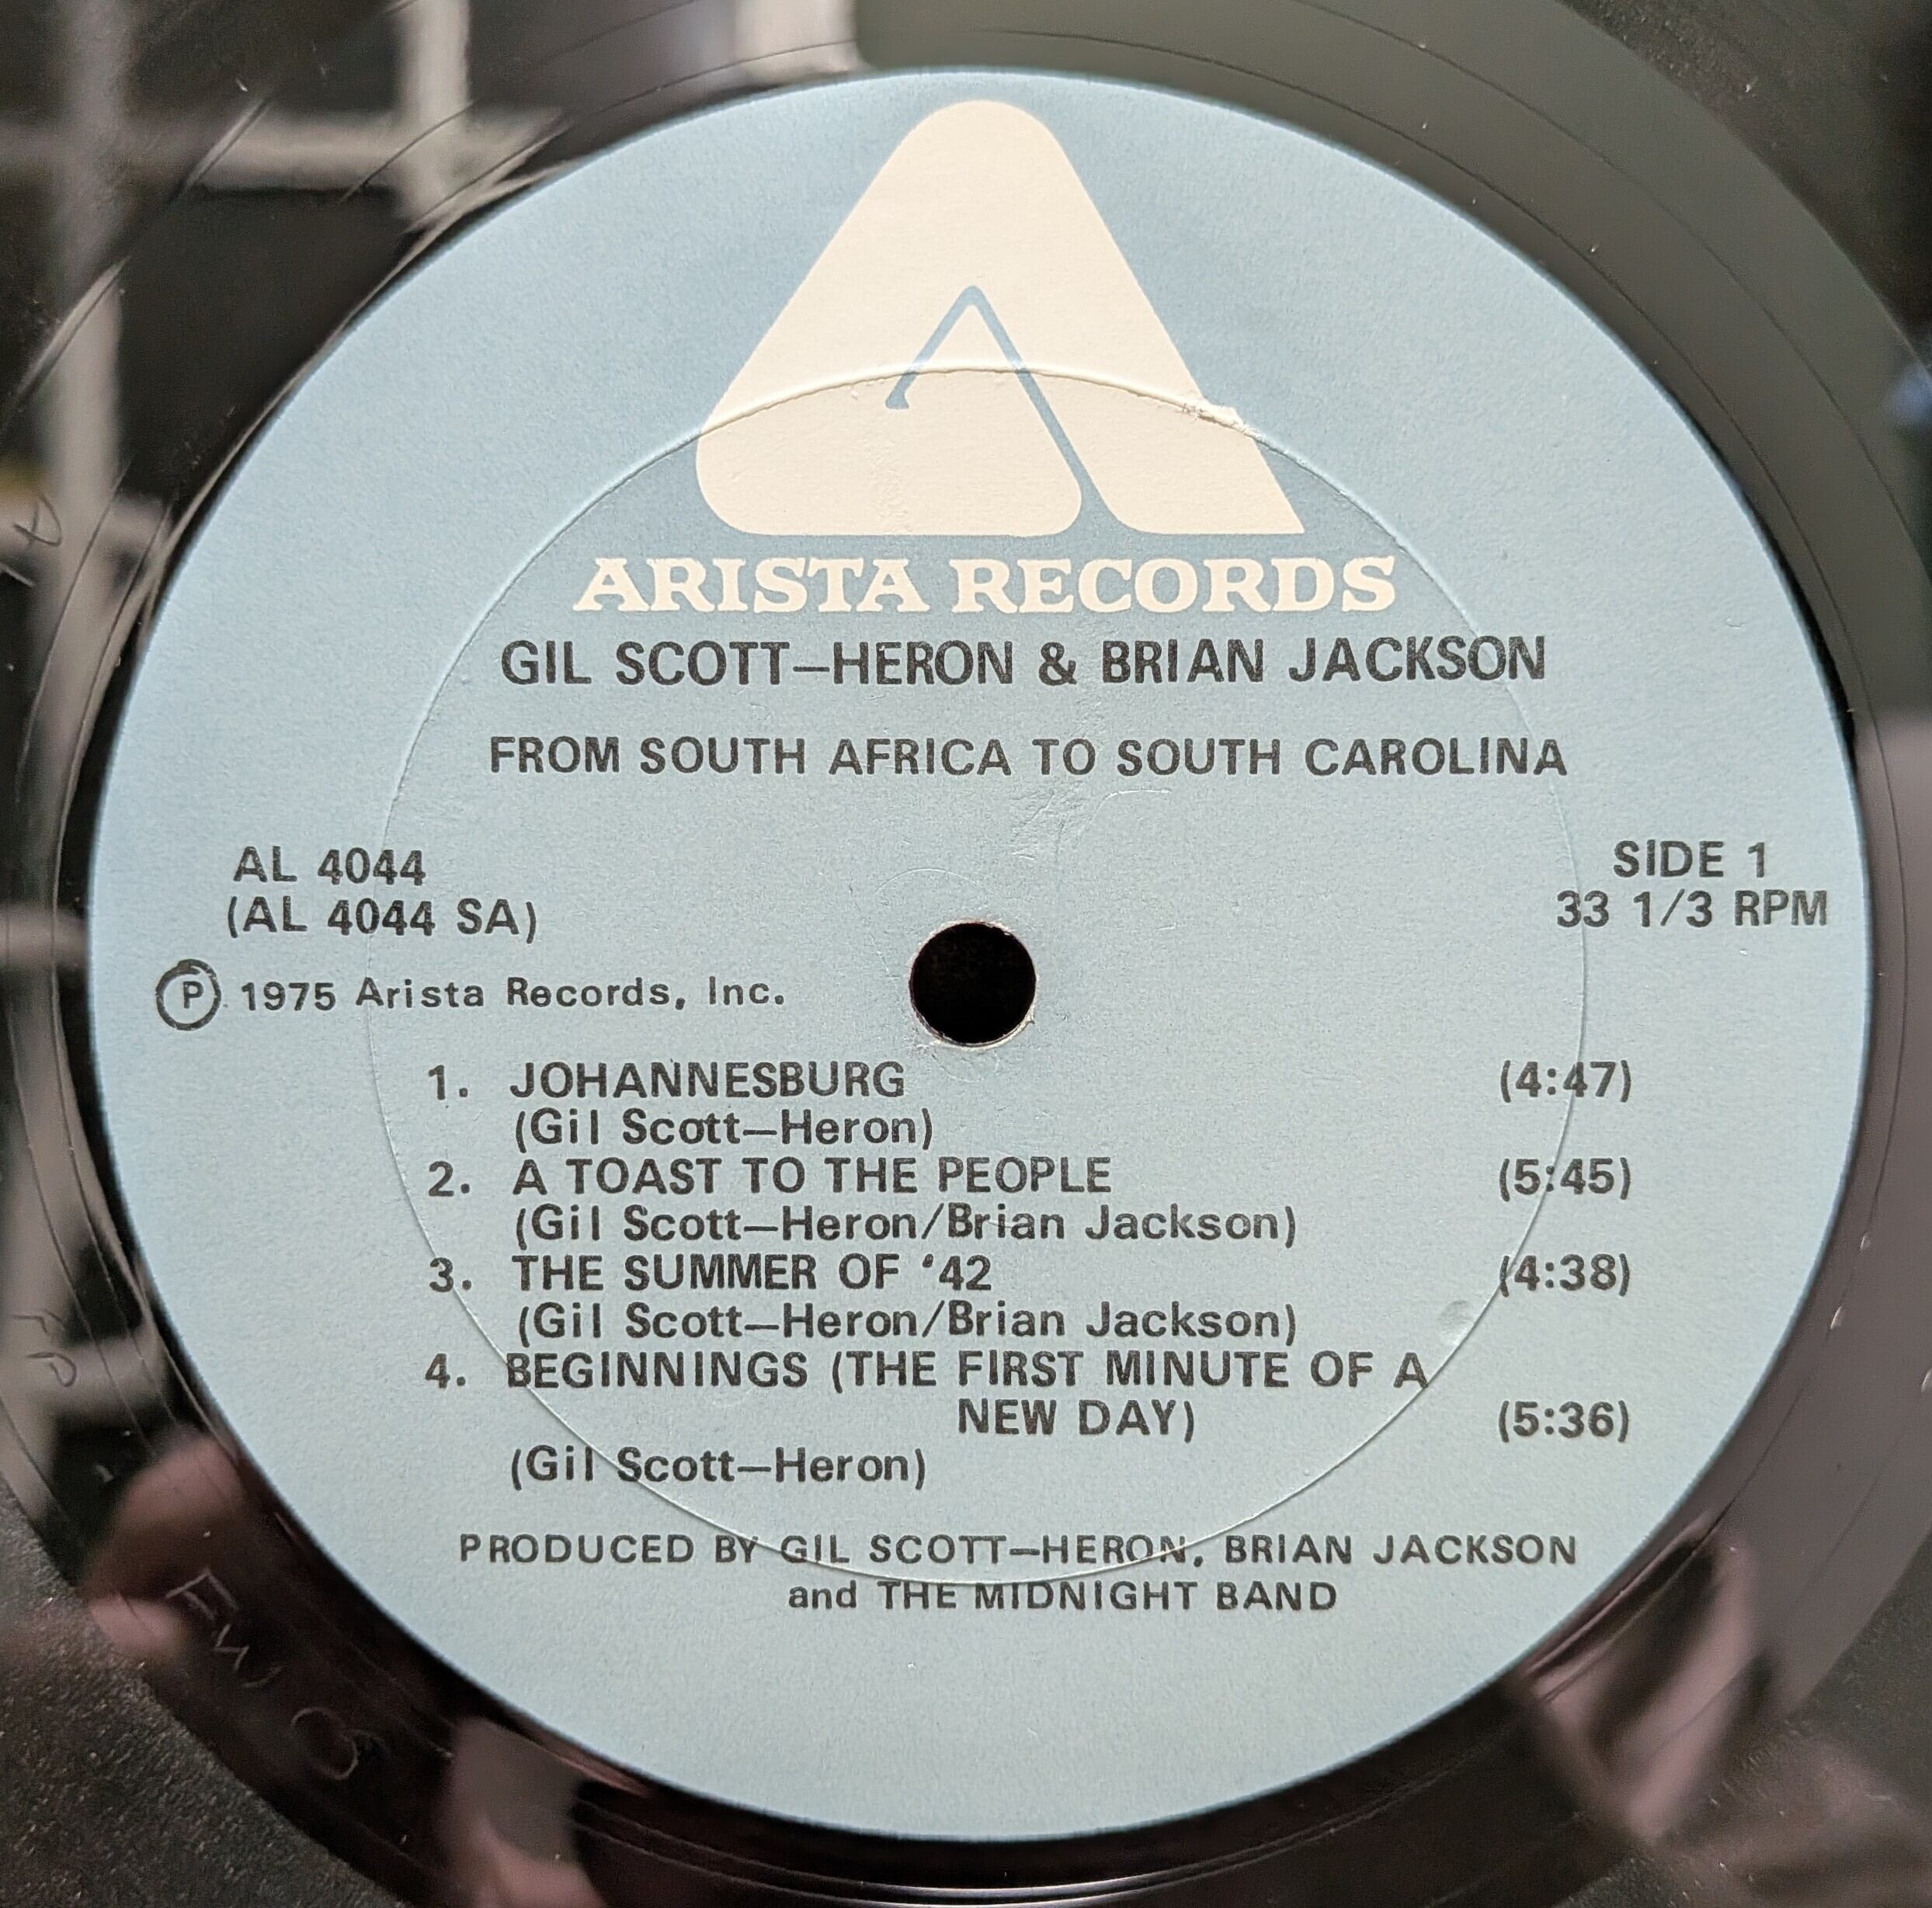 ARISTA RECORDS
GIL SCOTT—HERON & BRIAN JACKSON
FROM SOUTH AFRICA TO SOUTH CAROLINA
AL 4044
(AL 4044 SA)
SIDE 1
33 1/3 RPM
Ⓟ 1975 Arista Records, Inc.
1. JOHANNESBURG (4:47)
(Gil Scott—Heron)
2. A TOAST TO THE PEOPLE (5:45)
(Gil Scott—Heron/Brian Jackson)
3. THE SUMMER OF ‘42 (4:38)
(Gil Scott—Heron/Brian Jackson)
4. BEGINNINGS (THE FIRST MINUTE OF A
NEW DAY) (5:36)
(Gil Scott—Heron)
PRODUCED BY GIL SCOTT—HERON, BRIAN JACKSON
and THE MIDNIGHT BAND